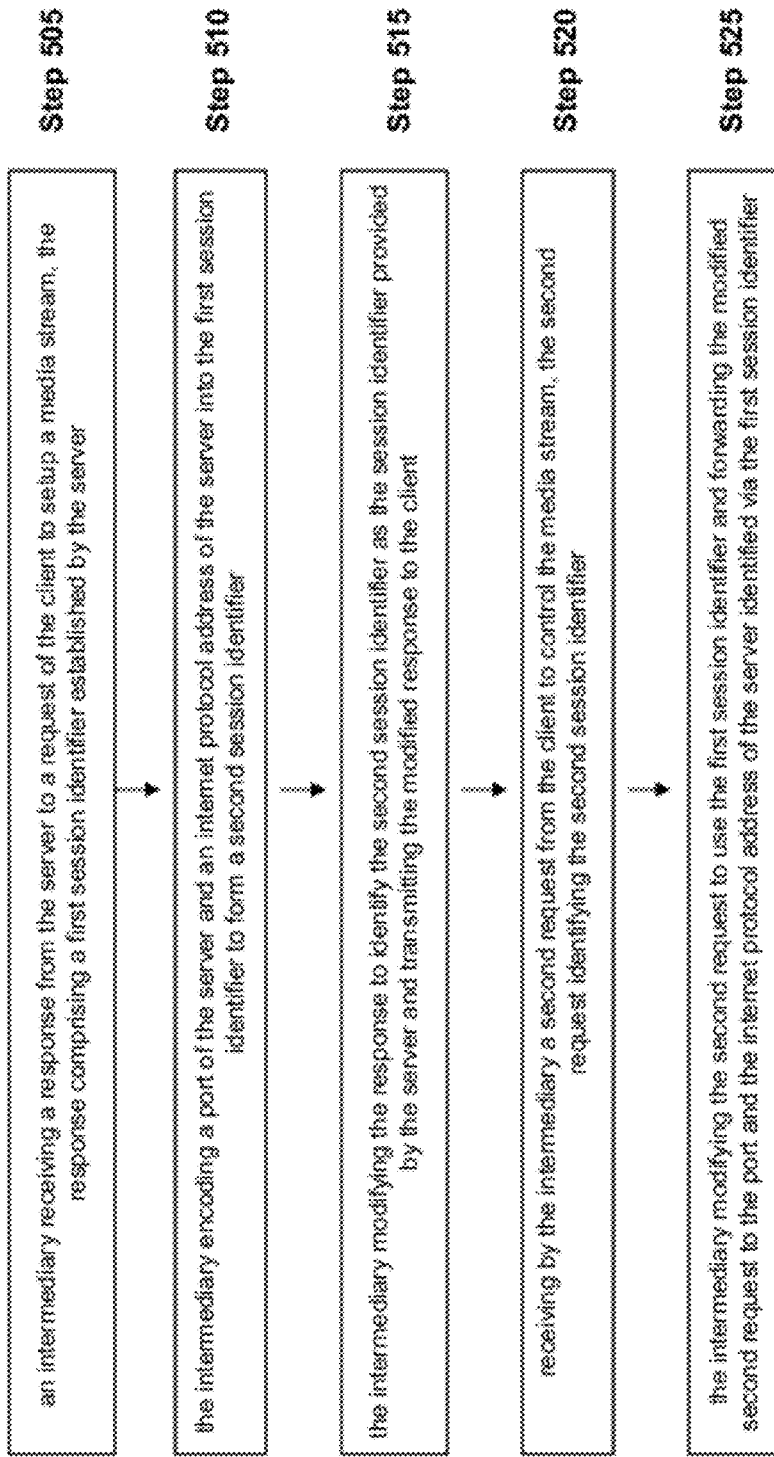 an intermediary receiving a response from the server to a request of the client to setup a media stream, the
response comprising a first session identifier established by the server
Step 505
the intermediary encoding a port of the server and an internet protocol address of the server into the first session
identifier to form a second session identifier
Step 510
the intermediary modifying the response to identify the second session identifier as the session identifier provided
by the server and transmitting the modified response to the client
Step 515
receiving by the intermediary a second request from the client to control the media stream, the second
request identifying the second session identifier
Step 520
the intermediary modifying the second request to use the first session identifier and forwarding the modified
second request to the port and the internet protocol address of the server identified via the first session identifier
Step 525